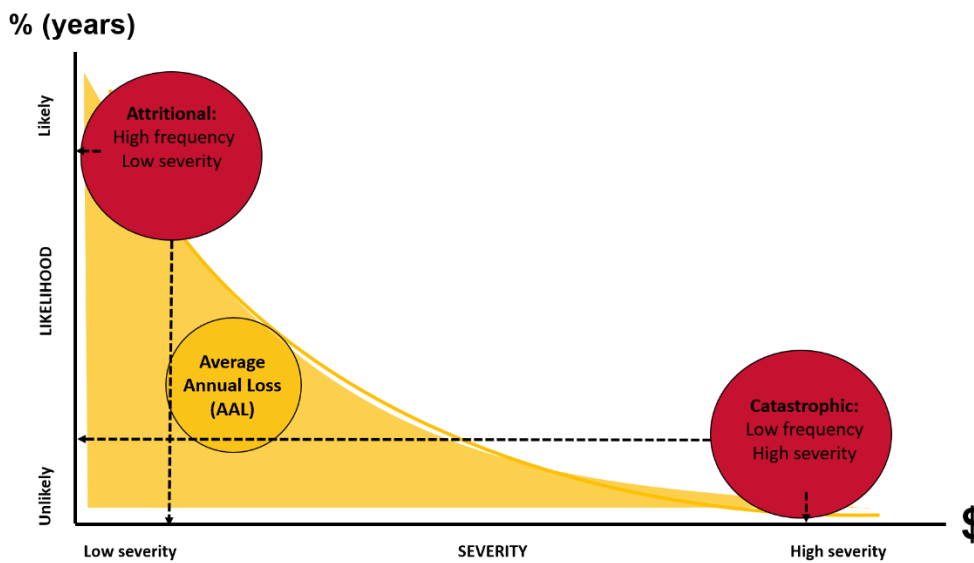 % (years)
Likely
LIKELIHOOD
Unlikely
Attritional:
High frequency
Low severity
Average
Annual Loss
(AAL)
Catastrophic:
Low frequency
High severity
$
Low severity
SEVERITY
High severity